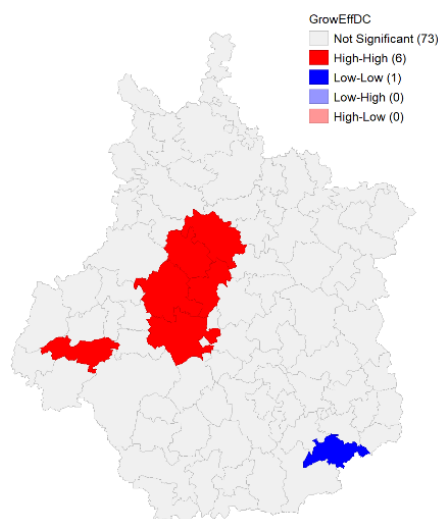 GrowEffDC
Not Significant (73)
High-High (6)
Low-Low (1)
Low-High (0)
High-Low (0)